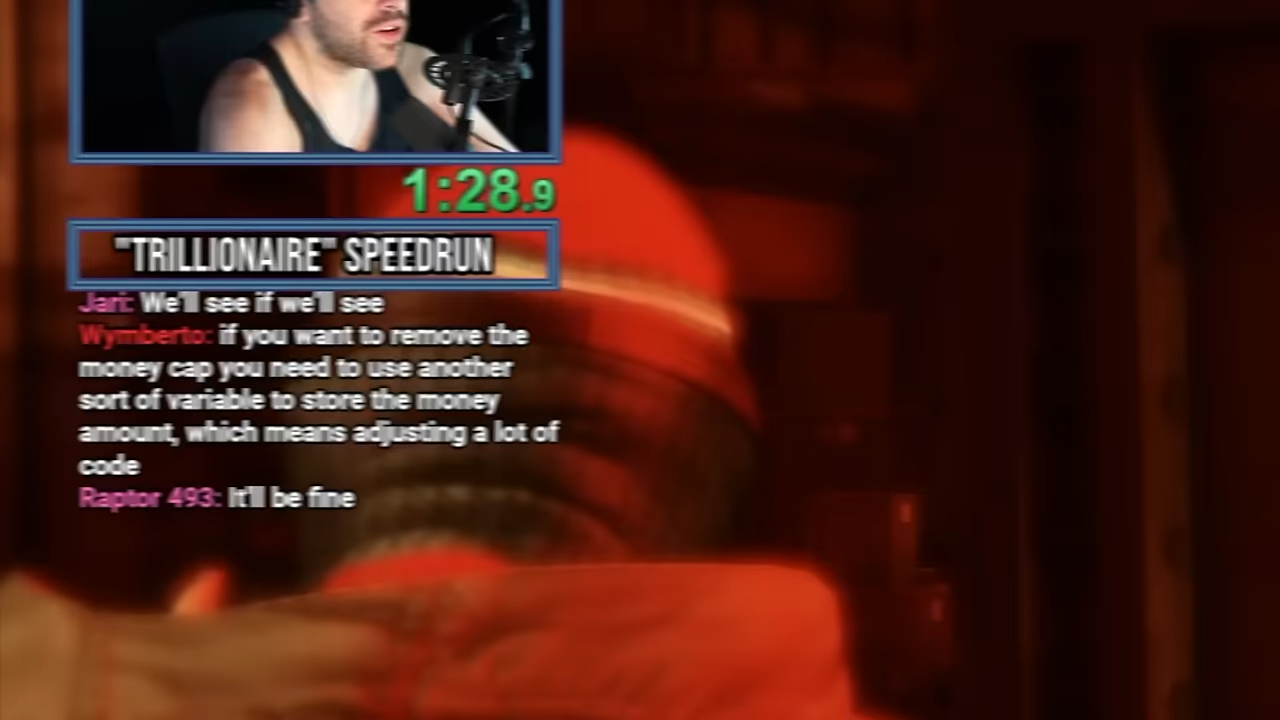 1:28.9
"TRILLIONAIRE" SPEEDRUN
Jari: We'll see if we'll see
Wymberto: if you want to remove the
money cap you need to use another
sort of variable to store the money
amount, which means adjusting a lot of
code
Raptor 493: It'll be fine